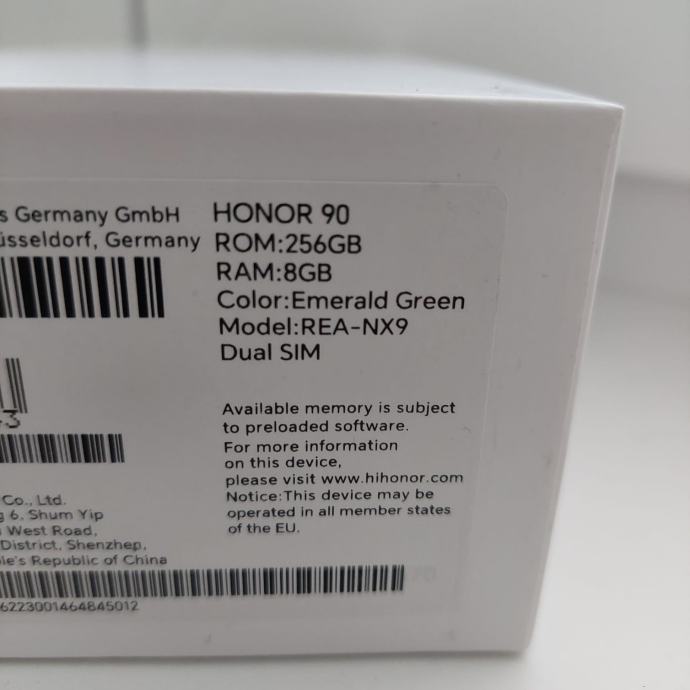 s Germany GmbH
üsseldorf, Germany
HONOR 90
ROM:256GB
RAM:8GB
Color:Emerald Green
Model:REA-NX9
Dual SIM
Available memory is subject
to preloaded software.
For more information
on this device,
please visit www.hihonor.com
Notice:This device may be
operated in all member states
of the EU.
3
Co., Ltd.
g 6, Shum Yip
West Road,
District, Shenzhen,
le's Republic of China
6223001464845012